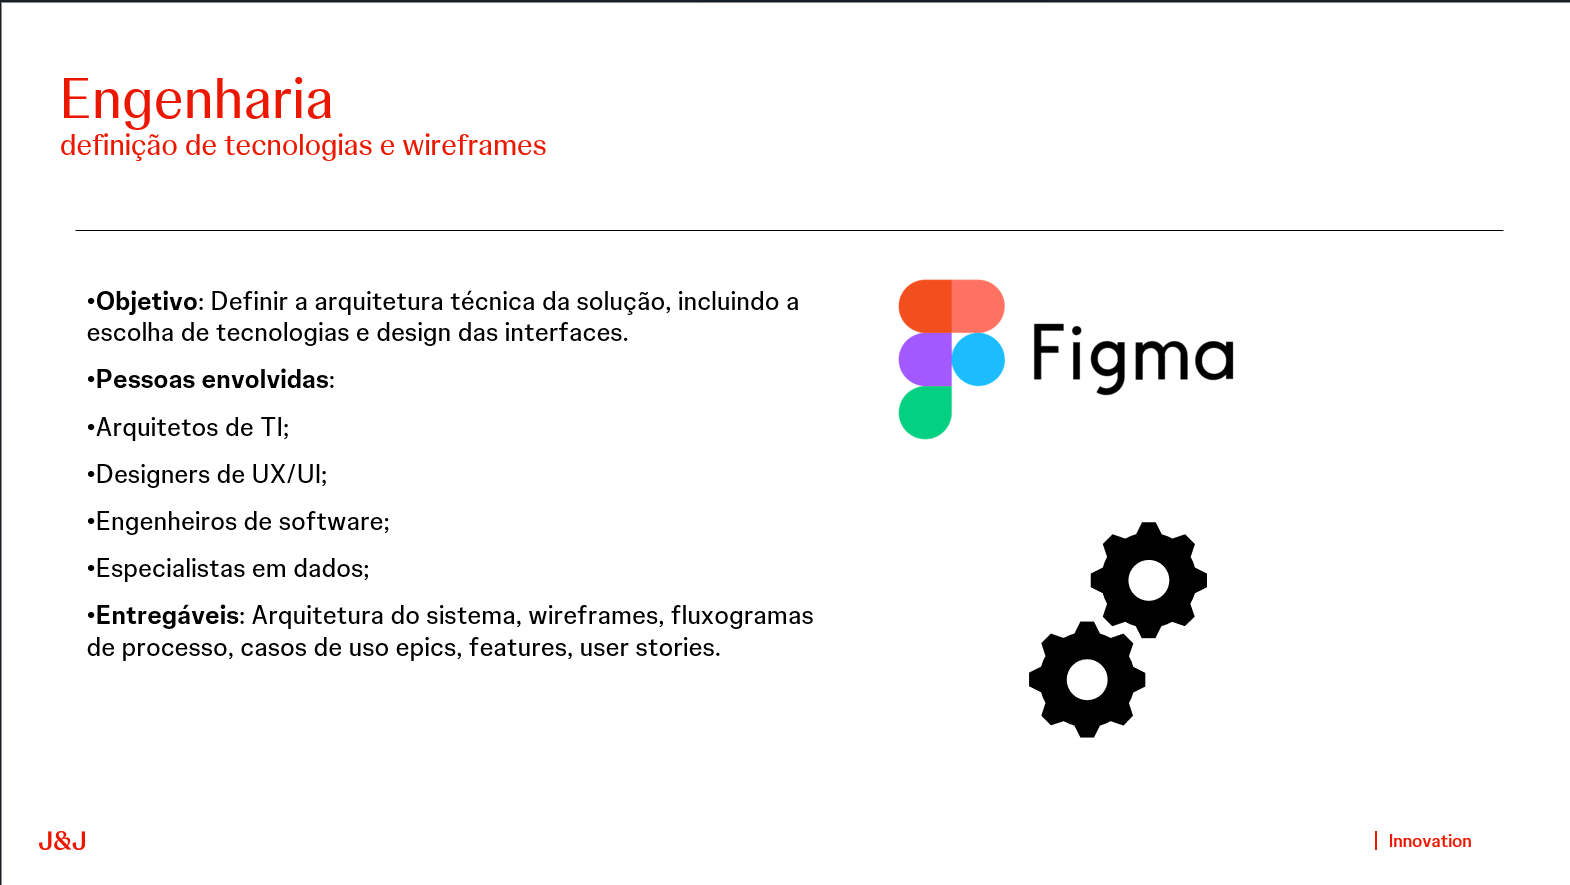 Engenharia
definição de tecnologias e wireframes
•Objetivo: Definir a arquitetura técnica da solução, incluindo a
escolha de tecnologias e design das interfaces.
•Pessoas envolvidas:
•Arquitetos de TI;
•Designers de UX/UI;
•Engenheiros de software;
•Especialistas em dados;
•Entregáveis: Arquitetura do sistema, wireframes, fluxogramas
de processo, casos de uso epics, features, user stories.
Figma
J&J
Innovation